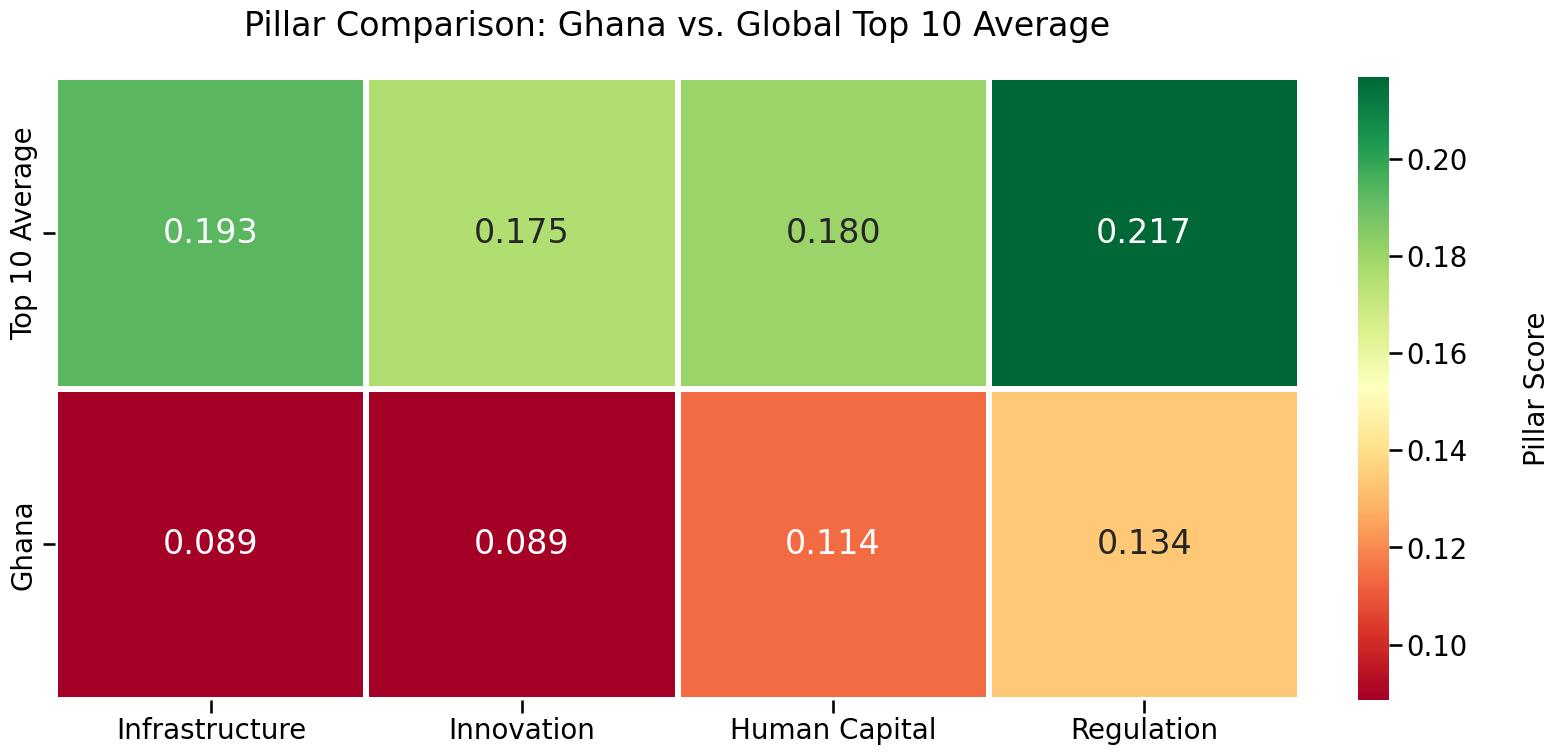 Pillar Comparison: Ghana vs. Global Top 10 Average
Top 10 Average
0.193
0.175
0.180
0.217
Ghana
0.089
0.089
0.114
0.134
Infrastructure
Innovation
Human Capital
Regulation
0.20
0.18
0.16
0.14
0.12
0.10
Pillar Score